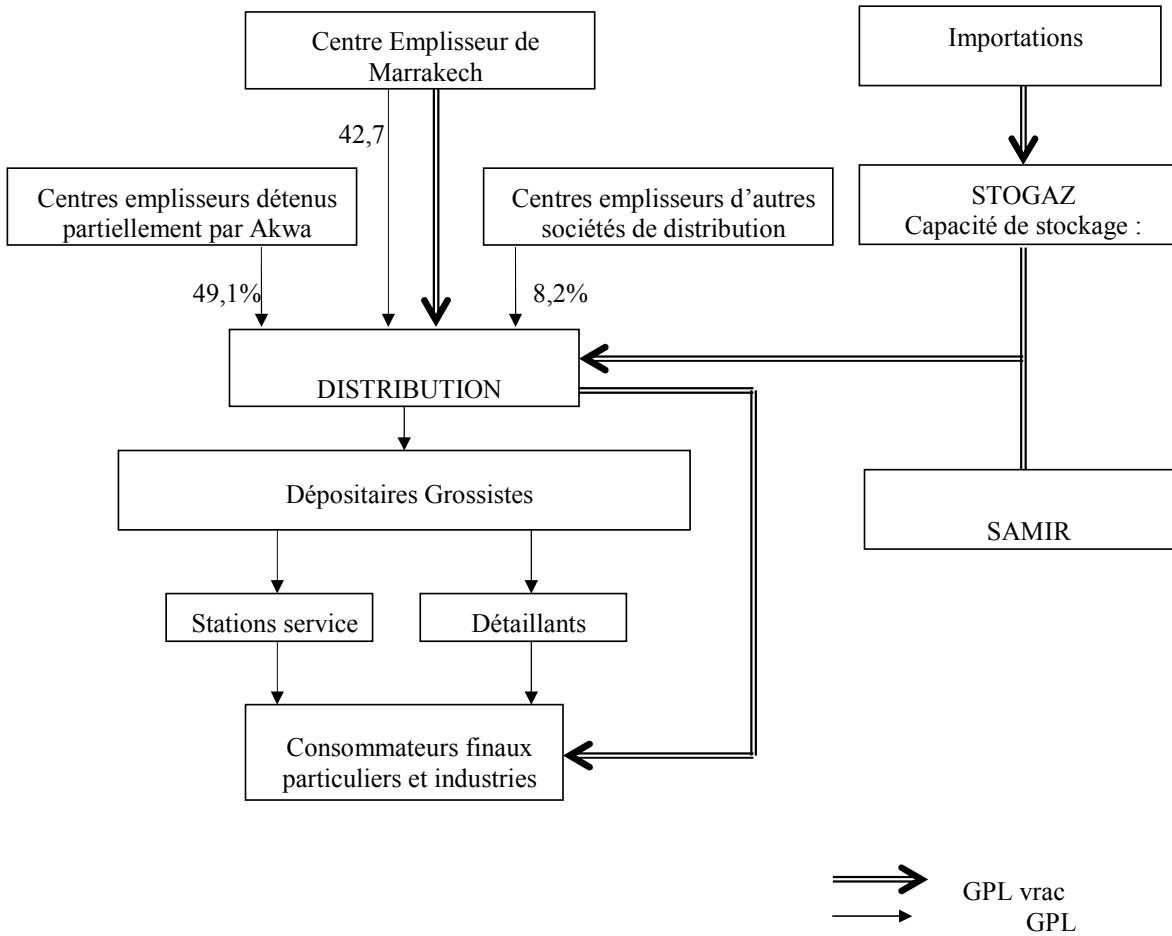 Centre Emplisseur de
Marrakech
Importations
42,7
Centres emplisseurs détenus
partiellement par Akwa
Centres emplisseurs d’autres
sociétés de distribution
STOGAZ
Capacité de stockage :
49,1%
8,2%
DISTRIBUTION
Dépositaires Grossistes
SAMIR
Stations service
Détaillants
Consommateurs finaux
particuliers et industries
GPL vrac
GPL